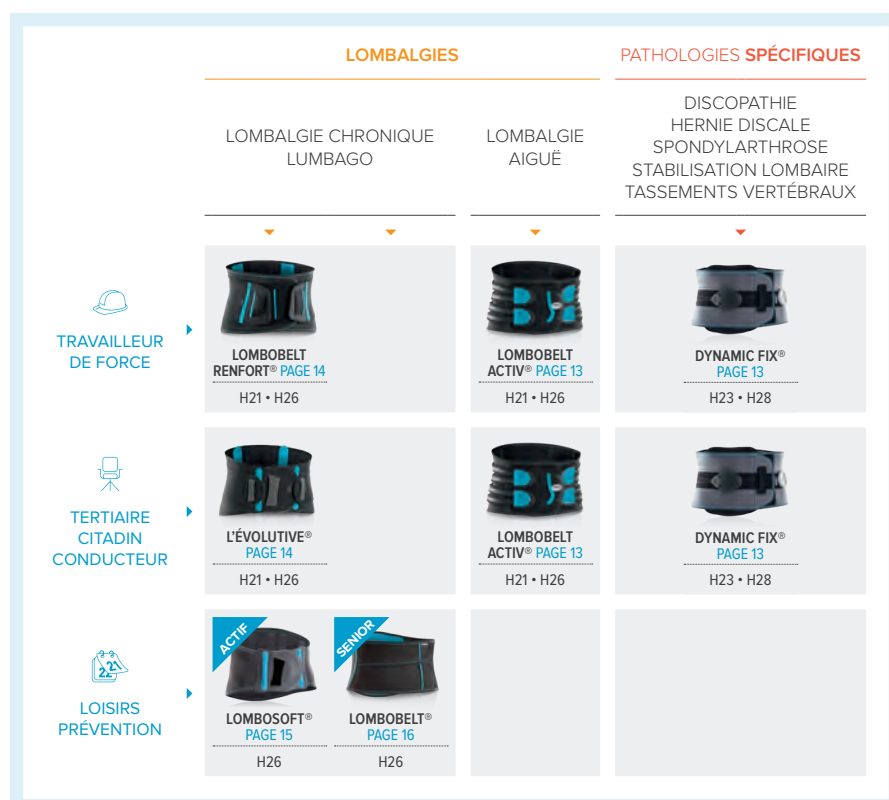 LOMBALGIES
PATHOLOGIES SPÉCIFIQUES
LOMBALGIE CHRONIQUE
LUMBAGO
LOMBALGIE
AIGUË
DISCOPATHIE
HERNIE DISCALE
SPONDYLARTHROSE
STABILISATION LOMBAIRE
TASSEMENTS VERTÉBRAUX
TRAVAILLEUR
DE FORCE
LOMBOBELT
RENFORT® PAGE 14
H21 • H26
LOMBOBELT
ACTIV® PAGE 13
H21 • H26
DYNAMIC FIX®
PAGE 13
H23 • H28
TERTIAIRE
CITADIN
CONDUCTEUR
L'ÉVOLUTIVE®
PAGE 14
H21 • H26
LOMBOBELT
ACTIV® PAGE 13
H21 • H26
DYNAMIC FIX®
PAGE 13
H23 • H28
22 21
LOISIRS
PRÉVENTION
ACTIF
LOMBOSOFT®
PAGE 15
H26
SENIOR
LOMBOBELT®
PAGE 16
H26